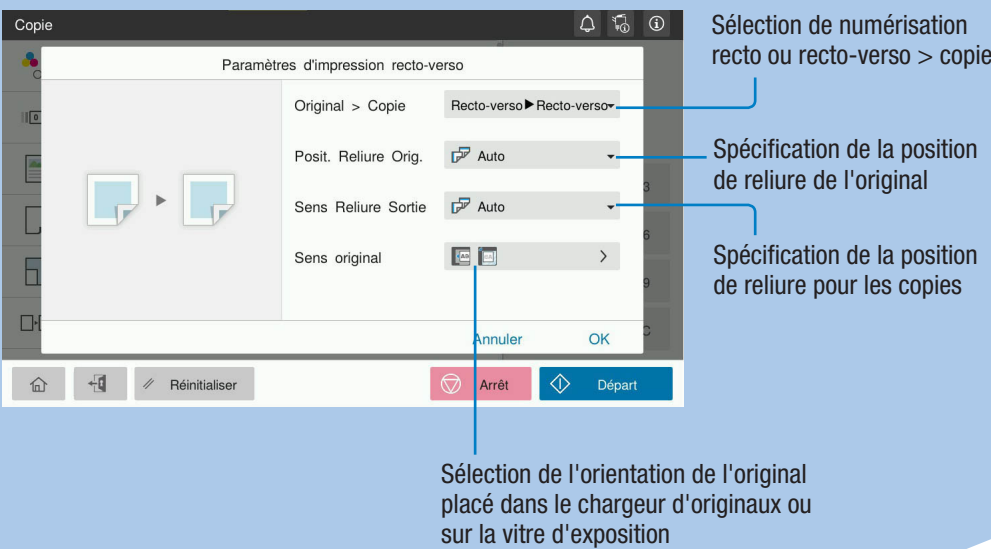 Copie
Paramètres d'impression recto-verso
Original > Copie
Recto-verso▶Recto-verso
Posit. Reliure Orig.
Auto
Sens Reliure Sortie
Auto
Sens original
Annuler
OK
3
6
9
C
Réinitialiser
Arrêt
Départ
Sélection de numérisation
recto ou recto-verso > copie
Spécification de la position
de reliure de l'original
Spécification de la position
de reliure pour les copies
Sélection de l'orientation de l'original
placé dans le chargeur d'originaux ou
sur la vitre d'exposition